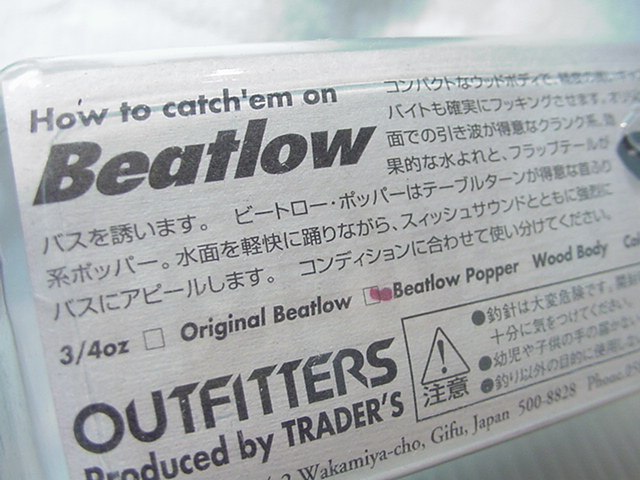 How to catch'em on
Beatlow
コンパクトなウッドボディで、
バイトも確実にフッキングさせます。
面での引き波が得意なクランク系、
果的な水よれと、フラップテールが
バスを誘います。 ビートロー・ポッパーはテーブルターンが得意な首ふり
系ポッパー。水面を軽快に踊りながら、スイッシュサウンドとともに強烈に
バスにアピールします。 コンディションに合わせて使い分けてください。
3/4oz □ Original Beatlow □ Beatlow Popper Wood Body
OUTFITTERS
Produced by TRADER'S
Wakamiya-cho, Gifu, Japan 500-8828 Phone.
注意
●釣針は大変危険です。
十分に気をつけてください。
●幼児や子供の手の届かな
●釣り以外の目的に使用し